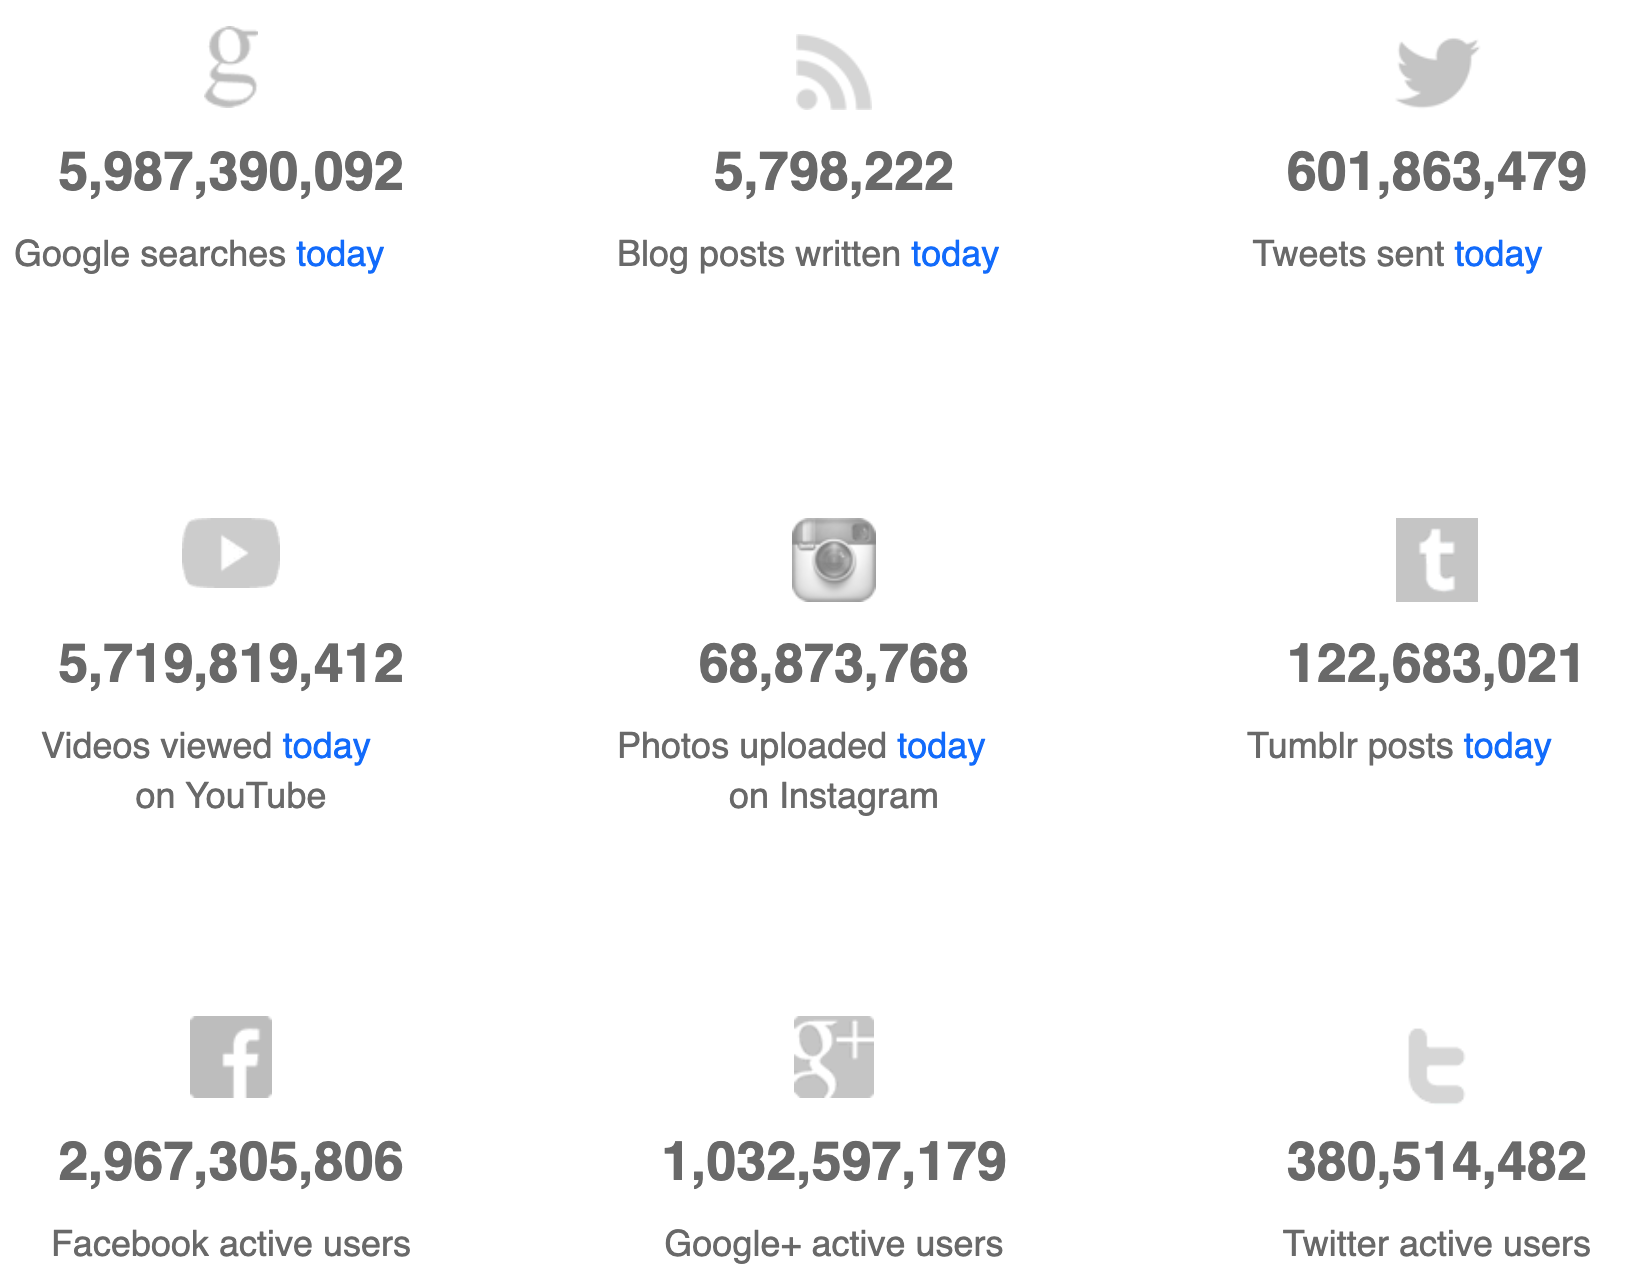 g
5,987,390,092
Google searches today
5,798,222
Blog posts written today
601,863,479
Tweets sent today
5,719,819,412
Videos viewed today
on YouTube
68,873,768
Photos uploaded today
on Instagram
t
122,683,021
Tumblr posts today
f
2,967,305,806
Facebook active users
g+
1,032,597,179
Google+ active users
t
380,514,482
Twitter active users